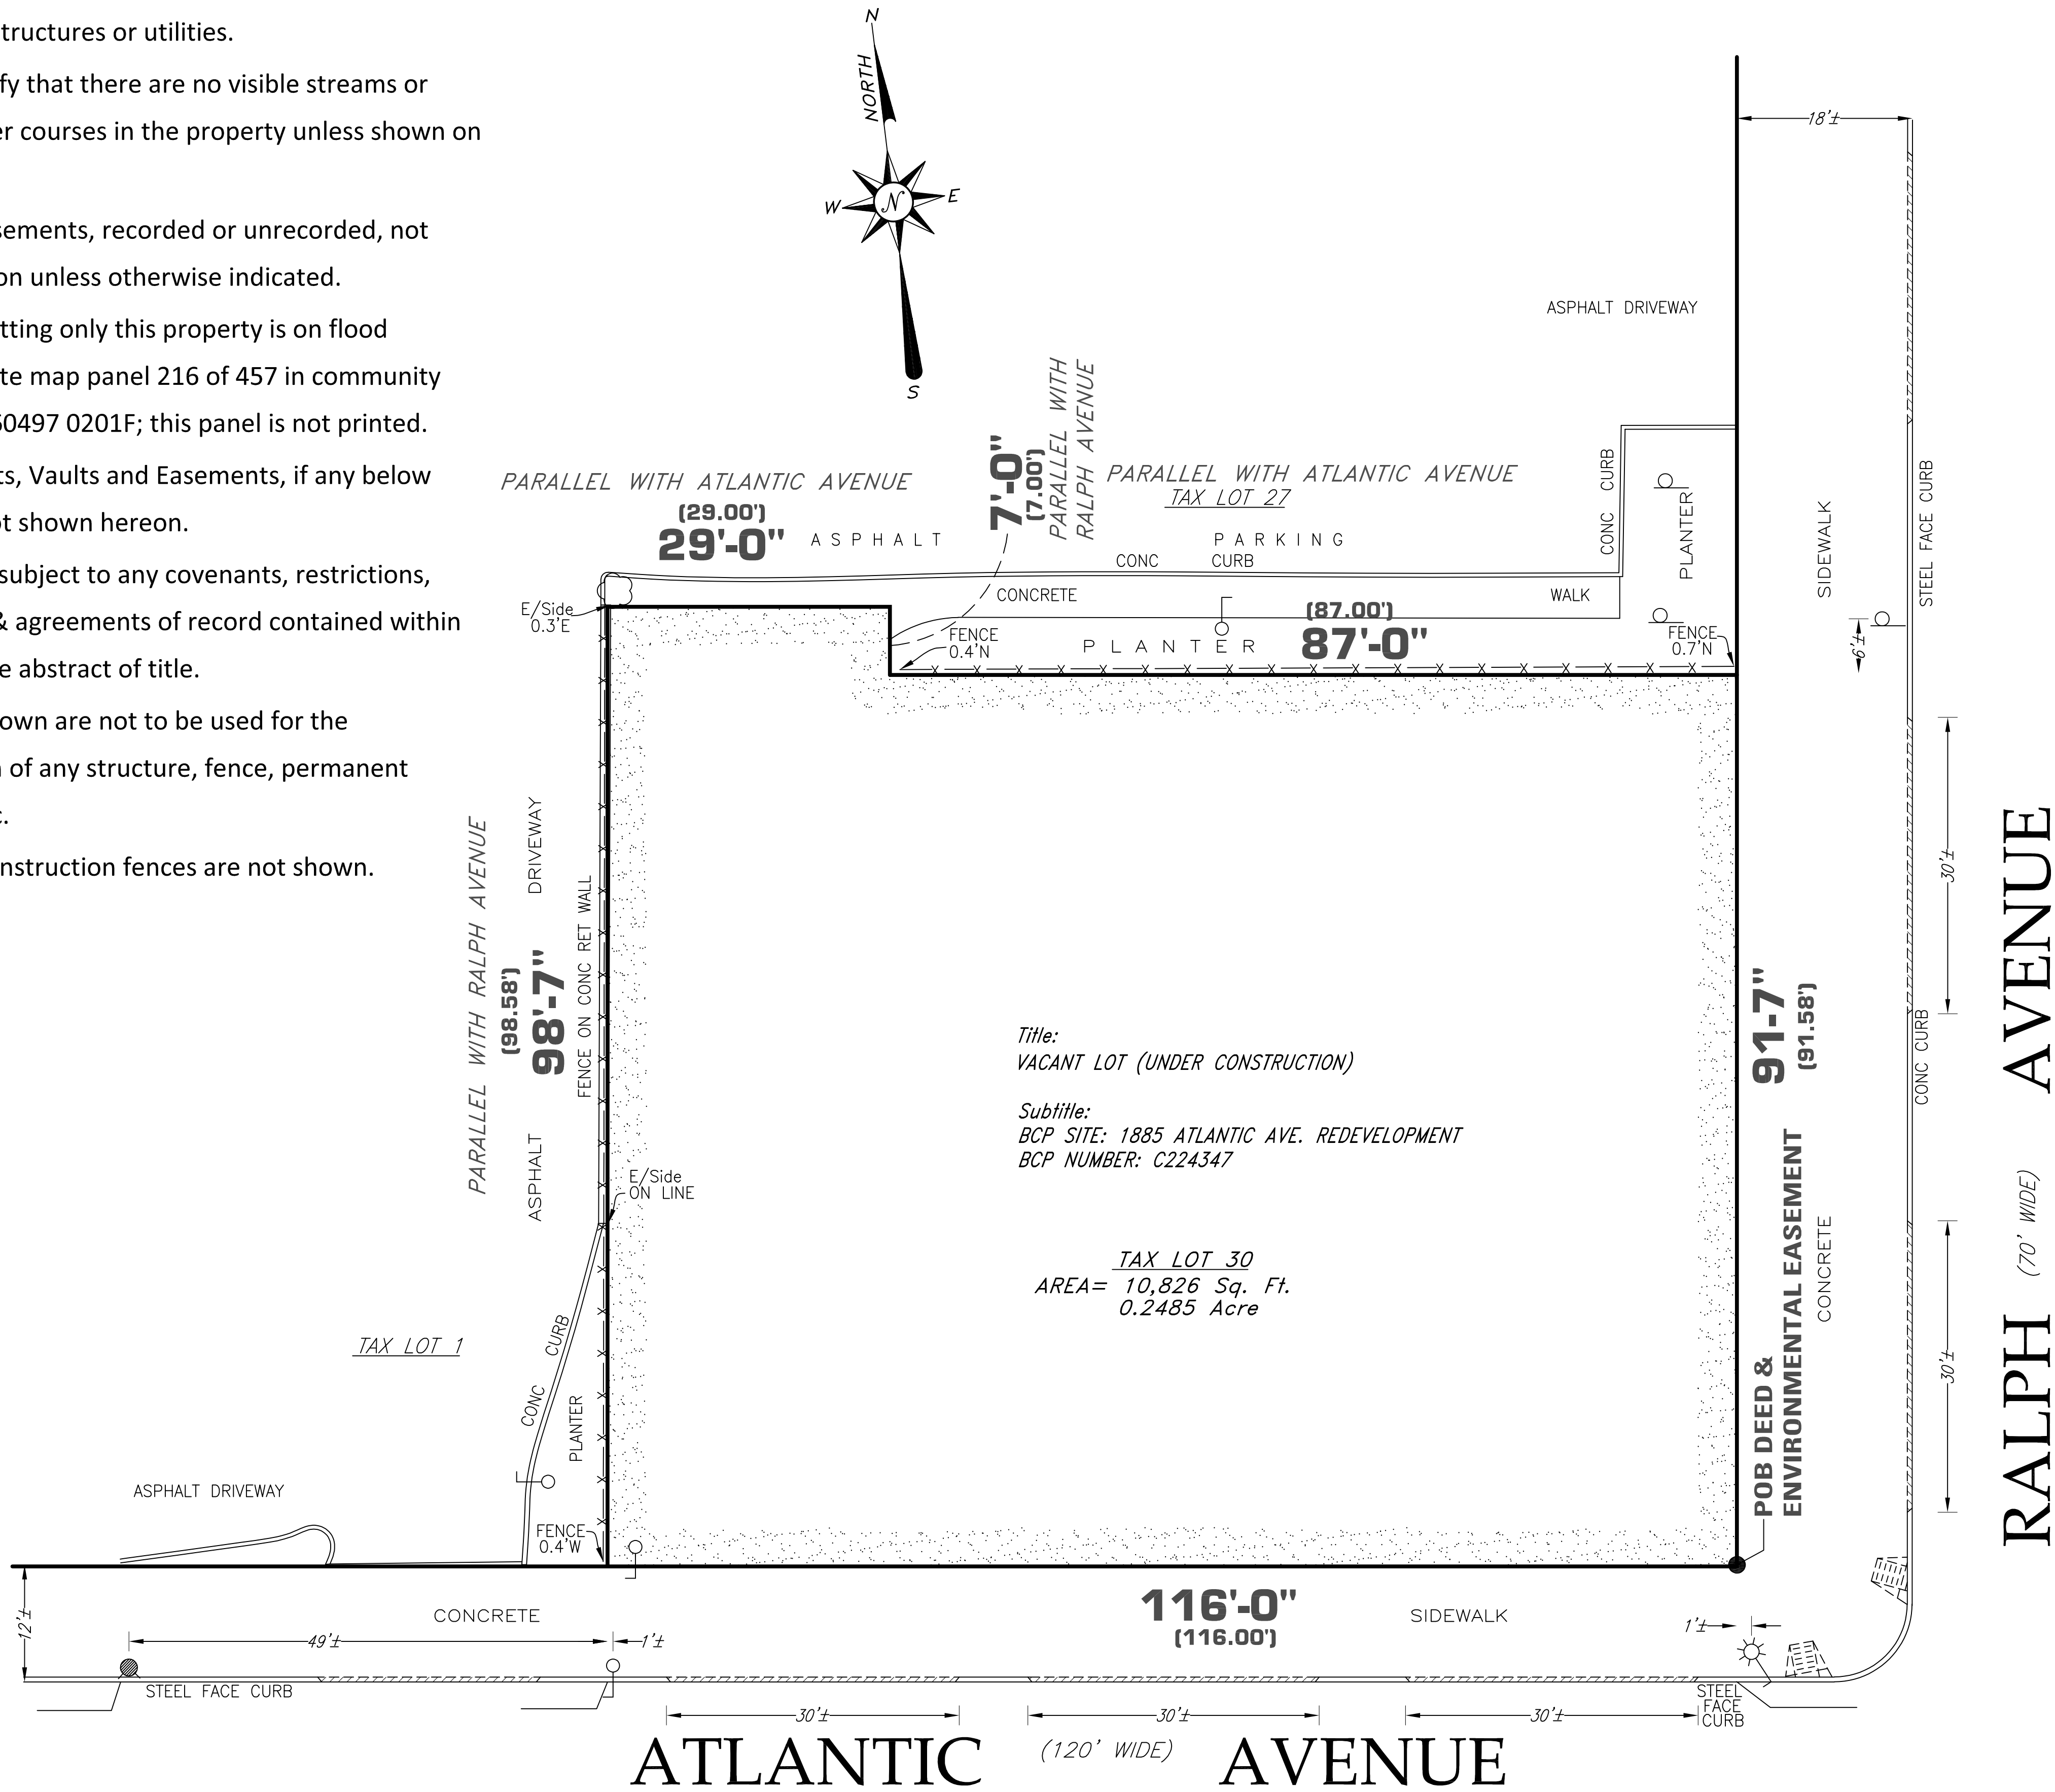 tructures or utilities.
fy that there are no visible streams or
er courses in the property unless shown on
sements, recorded or unrecorded, not
on unless otherwise indicated.
tting only this property is on flood
te map panel 216 of 457 in community
60497 0201F; this panel is not printed.
ts, Vaults and Easements, if any below
ot shown hereon.
subject to any covenants, restrictions,
& agreements of record contained within
e abstract of title.
own are not to be used for the
n of any structure, fence, permanent
c.
nstruction fences are not shown.
N
NORTH
W
N
E
S
18'±
ASPHALT DRIVEWAY
PARALLEL WITH ATLANTIC AVENUE
(29.00')
29'-0"
7'-0"
(7.00')
PARALLEL WITH
RALPH AVENUE
PARALLEL WITH ATLANTIC AVENUE
TAX LOT 27
ASPHALT
PARKING
CONC CURB
CONC CURB
PLANTER
SIDEWALK
STEEL FACE CURB
E/Side
0.3'E
CONCRETE
WALK
(87.00')
87'-0"
FENCE
0.4'N
PLANTER
FENCE
0.7'N
6'±
PARALLEL WITH RALPH AVENUE
ASPHALT DRIVEWAY
(98.58')
98'-7"
FENCE ON CONC RET WALL
Title:
VACANT LOT (UNDER CONSTRUCTION)
Subtitle:
BCP SITE: 1885 ATLANTIC AVE. REDEVELOPMENT
BCP NUMBER: C224347
E/Side
ON LINE
TAX LOT 30
AREA= 10,826 Sq. Ft.
0.2485 Acre
91-7"
(91.58')
30'±
CONC CURB
30'±
POB DEED &
ENVIRONMENTAL EASEMENT
CONCRETE
RALPH (70' WIDE) AVENUE
TAX LOT 1
CONC CURB
PLANTER
ASPHALT DRIVEWAY
FENCE
0.4'W
12'±
CONCRETE
116'-0"
(116.00')
SIDEWALK
49'±
1'±
1'±
STEEL FACE CURB
STEEL
FACE
CURB
30'±
30'±
30'±
ATLANTIC (120' WIDE) AVENUE